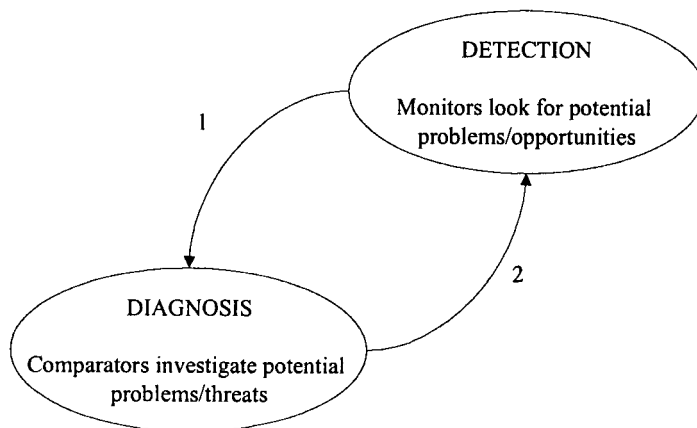 DETECTION
Monitors look for potential
problems/opportunities
1
2
DIAGNOSIS
Comparators investigate potential
problems/threats